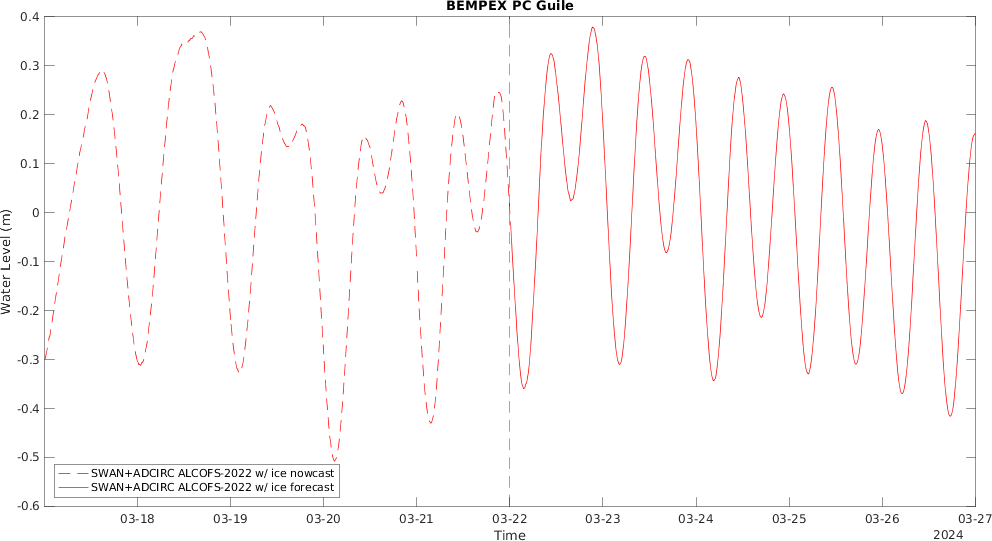 BEMPEX PC Guile
0.4
0.3
0.2
0.1
0
-0.1
-0.2
-0.3
-0.4
-0.5
-0.6
Water Level (m)
SWAN+ADCIRC ALCOFS-2022 w/ ice nowcast
SWAN+ADCIRC ALCOFS-2022 w/ ice forecast
03-18 03-19 03-20 03-21 03-22 03-23 03-24 03-25 03-26 03-27
Time
2024